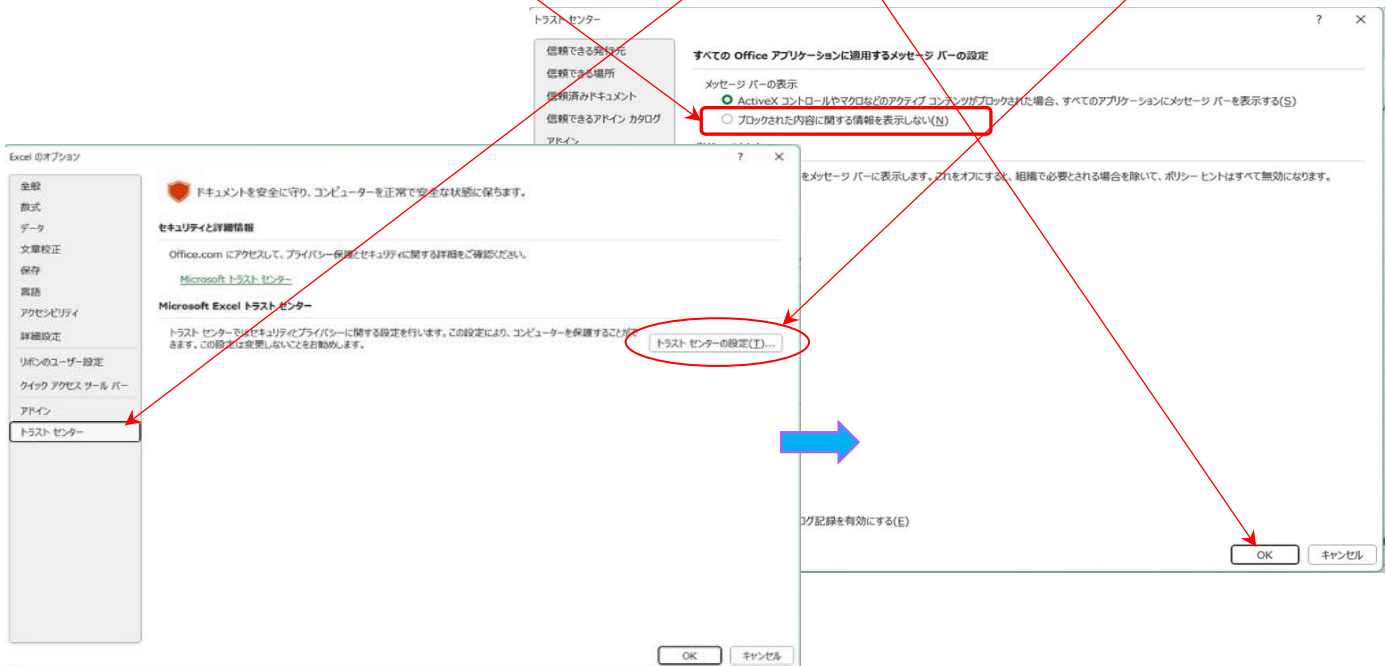 トラスト センター
? ×
信頼できる発行元
信頼できる場所
信頼済みドキュメント
信頼できるアドイン カタログ
アドイン
すべての Office アプリケーションに適用するメッセージ バーの設定
メッセージ バーの表示
ActiveX コントロールやマクロなどのアクティブ コンテンツがブロックされた場合、すべてのアプリケーションにメッセージ バーを表示する(S)
ブロックされた内容に関する情報を表示しない(N)
をメッセージ バーに表示します。これをオフにすると、組織で必要とされる場合を除いて、ポリシー ヒントはすべて無効になります。
ログ記録を有効にする(E)
OK
キャンセル
Excel のオプション
? ×
全般
数式
データ
文章校正
保存
言語
アクセシビリティ
詳細設定
リボンのユーザー設定
クイック アクセス ツール バー
アドイン
トラスト センター
ドキュメントを安全に守り、コンピューターを正常で安全な状態に保ちます。
セキュリティと詳細情報
Office.com にアクセスして、プライバシー保護とセキュリティに関する詳細をご確認ください。
Microsoft トラスト センター
Microsoft Excel トラスト センター
トラスト センターではセキュリティとプライバシーに関する設定を行います。この設定により、コンピューターを保護することがで
きます。この設定は変更しないことをお勧めします。
トラスト センターの設定(T)...
OK
キャンセル